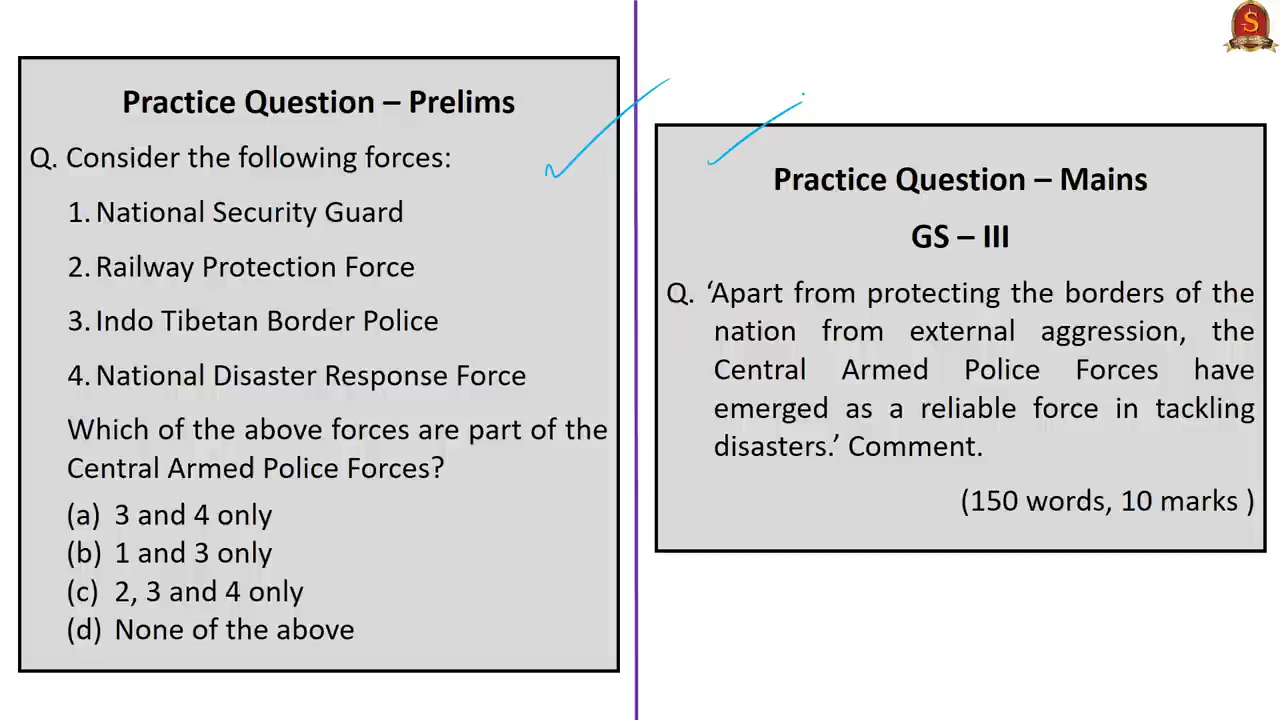 Practice Question – Prelims
Q. Consider the following forces:
1. National Security Guard
2. Railway Protection Force
3. Indo Tibetan Border Police
4. National Disaster Response Force
Which of the above forces are part of the
Central Armed Police Forces?
(a) 3 and 4 only
(b) 1 and 3 only
(c) 2, 3 and 4 only
(d) None of the above
Practice Question – Mains
GS – III
Q. ‘Apart from protecting the borders of the
nation from external aggression, the
Central Armed Police Forces have
emerged as a reliable force in tackling
disasters.’ Comment.
(150 words, 10 marks )
S